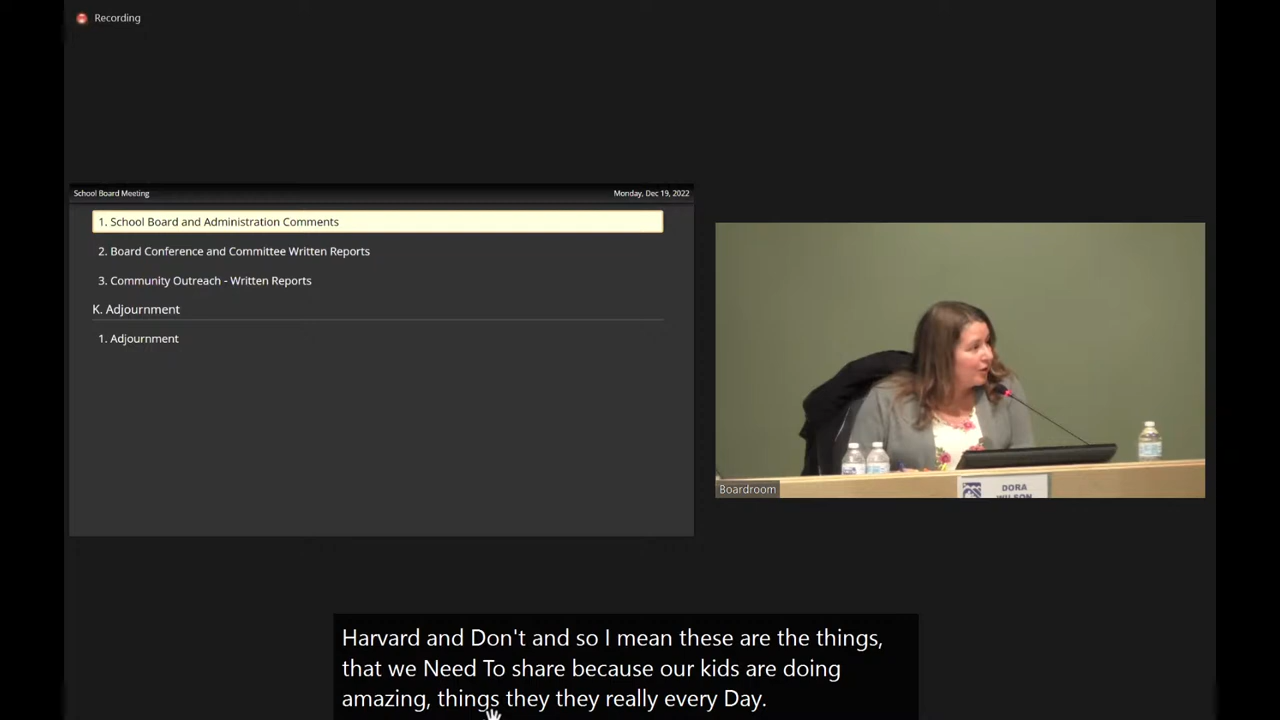 Recording
School Board Meeting
Monday, Dec 19, 2022
1. School Board and Administration Comments
2. Board Conference and Committee Written Reports
3. Community Outreach - Written Reports
K. Adjournment
1. Adjournment
Boardroom
DORA
WILSON
Harvard and Don't and so I mean these are the things,
that we Need To share because our kids are doing
amazing, things they they really every Day.